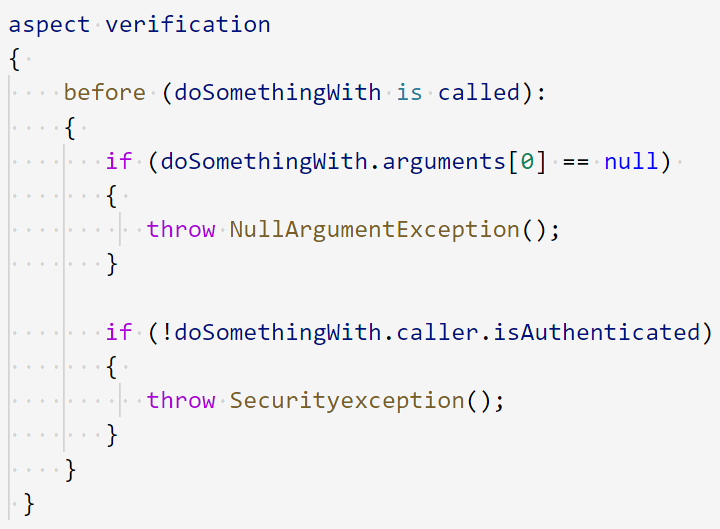 aspect verification
{
    before (doSomethingWith is called):
    {
       if (doSomethingWith.arguments[0] == null)
       {
          throw NullArgumentException();
       }

       if (!doSomethingWith.caller.isAuthenticated)
       {
          throw Securityexception();
       }
    }
 }